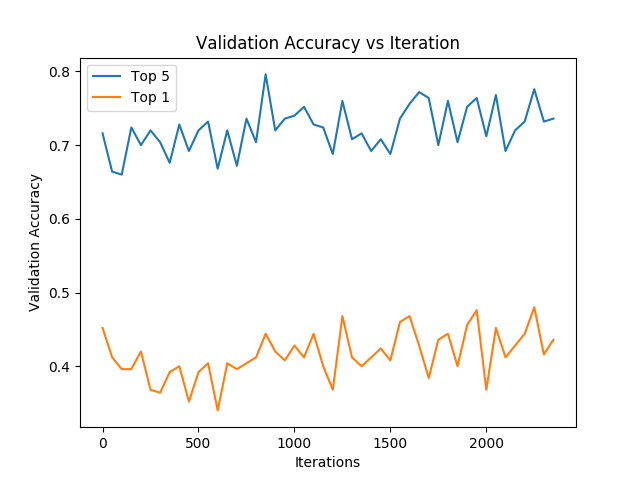 Validation Accuracy vs Iteration
Top 5
Top 1
0.8
0.7
0.6
0.5
0.4
Validation Accuracy
0 500 1000 1500 2000
Iterations